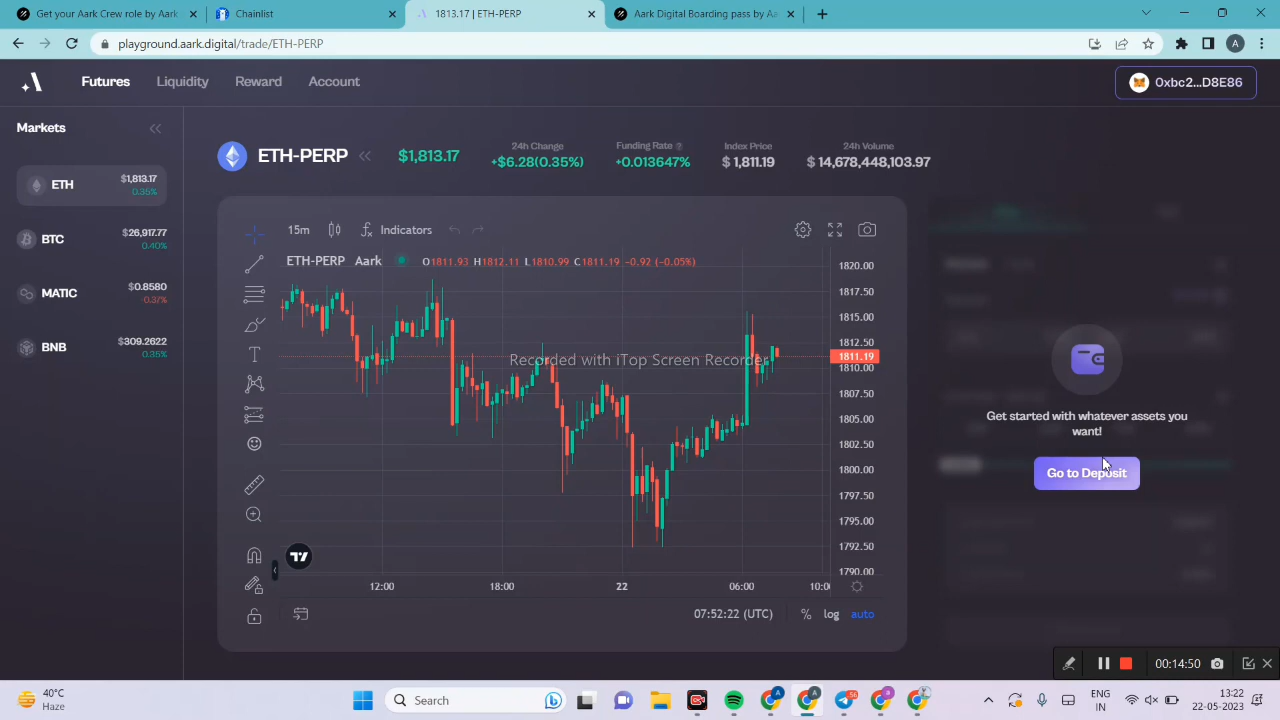 Get your Aark Crew role by Aark
Chainlist
1813.17 | ETH-PERP
Aark Digital Boarding pass by Aark
playground.aark.digital/trade/ETH-PERP
A
Futures
Liquidity
Reward
Account
0xbc2...D8E86
Markets
ETH
$1,813.17
0.35%
BTC
$26,917.77
0.40%
MATIC
$0.8580
-0.37%
BNB
$309.2622
0.35%
ETH-PERP
$1,813.17
24h Change
+$6.28(0.35%)
Funding Rate
+0.013647%
Index Price
$ 1,811.19
24h Volume
$ 14,678,448,103.97
15m
Indicators
ETH-PERP Aark
O1811.93 H1812.11 L1810.99 C1811.19 -0.92 (-0.05%)
1820.00
1817.50
1815.00
1812.50
1811.19
1810.00
1807.50
1805.00
1802.50
1800.00
1797.50
1795.00
1792.50
1790.00
Recorded with iTop Screen Recorder
12:00
18:00
22
06:00
10:00
07:52:22 (UTC)
%
log
auto
Get started with whatever assets you
want!
Go to Deposit
00:14:50
40°C
Haze
Search
56
ENG
IN
13:22
22-05-2023